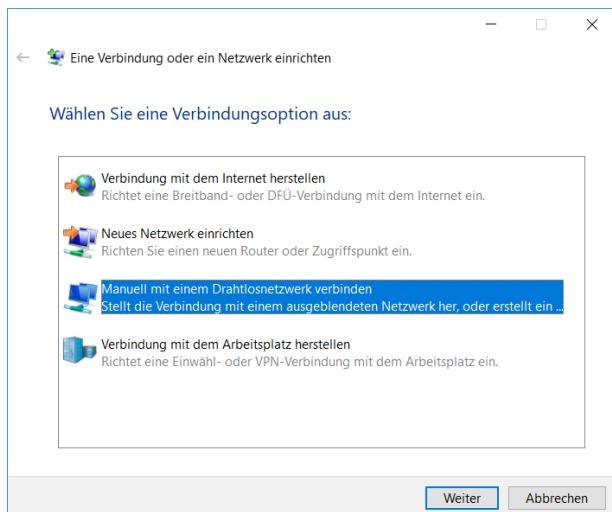 Eine Verbindung oder ein Netzwerk einrichten
Wählen Sie eine Verbindungsoption aus:
Verbindung mit dem Internet herstellen
Richtet eine Breitband- oder DFÜ-Verbindung mit dem Internet ein.
Neues Netzwerk einrichten
Richten Sie einen neuen Router oder Zugriffspunkt ein.
Manuell mit einem Drahtlosnetzwerk verbinden
Stellt die Verbindung mit einem ausgeblendeten Netzwerk her, oder erstellt ein ...
Verbindung mit dem Arbeitsplatz herstellen
Richtet eine Einwähl- oder VPN-Verbindung mit dem Arbeitsplatz ein.
Weiter Abbrechen